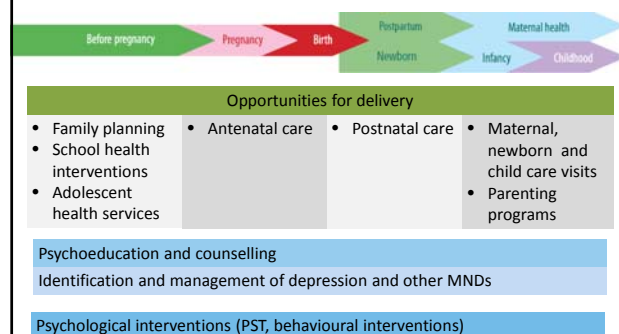 Before pregnancy
Pregnancy
Birth
Postpartum
Newborn
Maternal health
Infancy
Childhood
Opportunities for delivery
• Family planning
• School health
interventions
• Adolescent
health services
• Antenatal care
• Postnatal care
• Maternal,
newborn and
child care visits
• Parenting
programs
Psychoeducation and counselling
Identification and management of depression and other MNDs
Psychological interventions (PST, behavioural interventions)